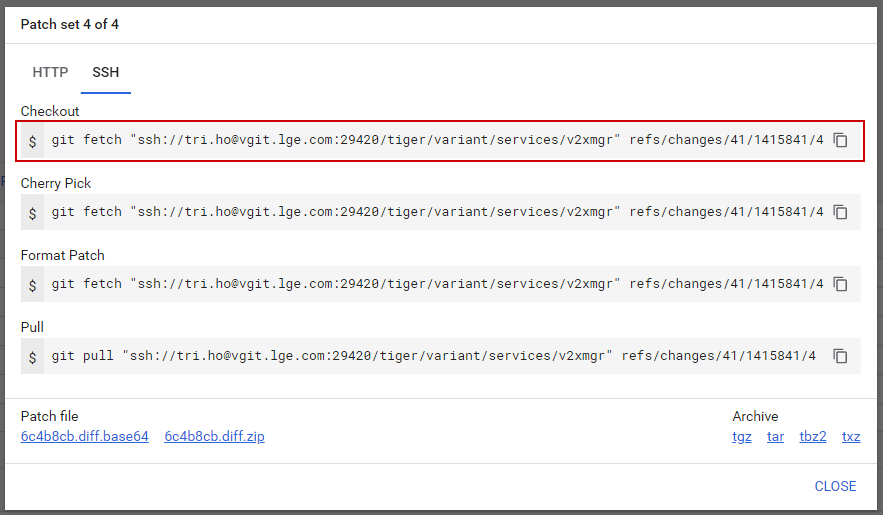 Patch set 4 of 4
HTTP SSH
Checkout
$ git fetch "ssh://tri.ho@vgit.lge.com:29420/tiger/variant/services/v2xmgr" refs/changes/41/1415841/4
Cherry Pick
$ git fetch "ssh://tri.ho@vgit.lge.com:29420/tiger/variant/services/v2xmgr" refs/changes/41/1415841/4
Format Patch
$ git fetch "ssh://tri.ho@vgit.lge.com:29420/tiger/variant/services/v2xmgr" refs/changes/41/1415841/4
Pull
$ git pull "ssh://tri.ho@vgit.lge.com:29420/tiger/variant/services/v2xmgr" refs/changes/41/1415841/4
Patch file Archive
6c4b8cb.diff.base64 6c4b8cb.diff.zip tgz tar tbz2 txz
CLOSE